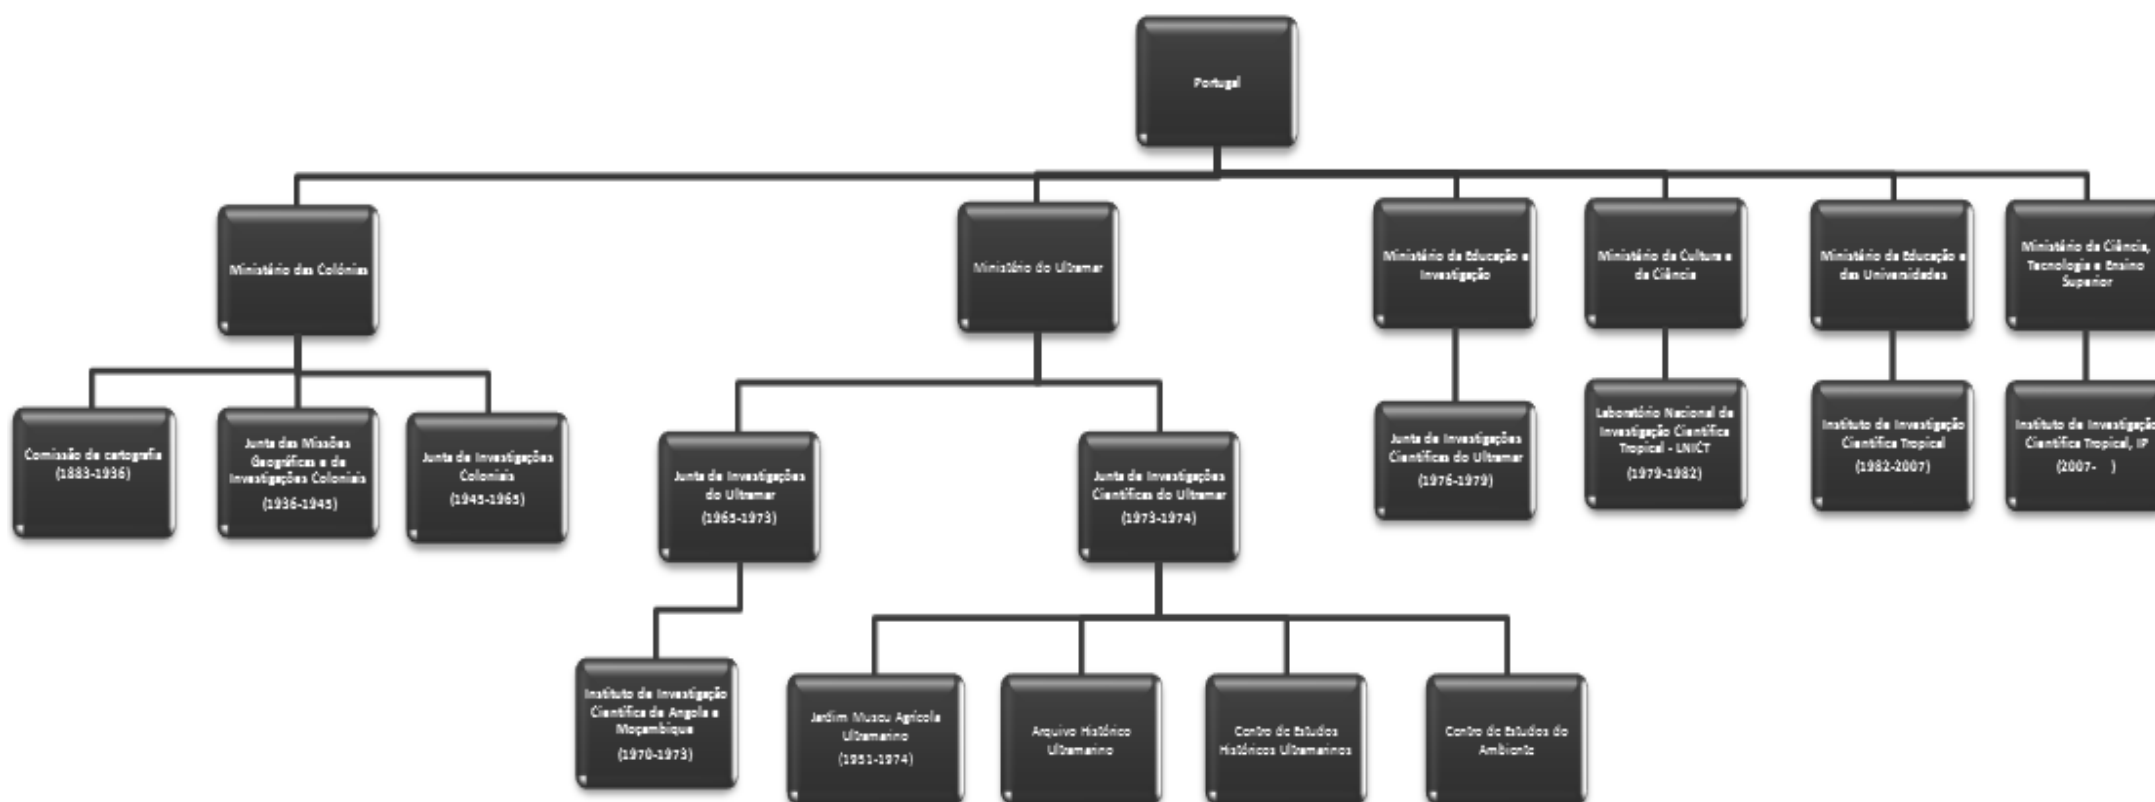 Portugal
Ministério das Colónias
Ministério do Ultramar
Ministério da Educação e
Investigação
Ministério da Cultura e
da Ciência
Ministério da Educação e
das Universidades
Ministério da Ciência,
Tecnologia e Ensino
Superior
Comissão de cartografia
(1883-1936)
Junta das Missões
Geográficas e de
Investigações Coloniais
(1936-1945)
Junta de Investigações
Coloniais
(1945-1965)
Junta de Investigações
do Ultramar
(1965-1973)
Junta de Investigações
Científicas do Ultramar
(1973-1974)
Junta de Investigações
Científicas do Ultramar
(1976-1979)
Laboratório Nacional de
Investigação Científica
Tropical - LNICT
(1979-1982)
Instituto de Investigação
Científica Tropical
(1982-2007)
Instituto de Investigação
Científica Tropical, IP
(2007- )
Instituto de Investigação
Científica de Angola e
Moçambique
(1970-1973)
Jardim Museu Agrícola
Ultramarino
(1951-1974)
Arquivo Histórico
Ultramarino
Centro de Estudos
Históricos Ultramarinos
Centro de Estudos do
Ambiente